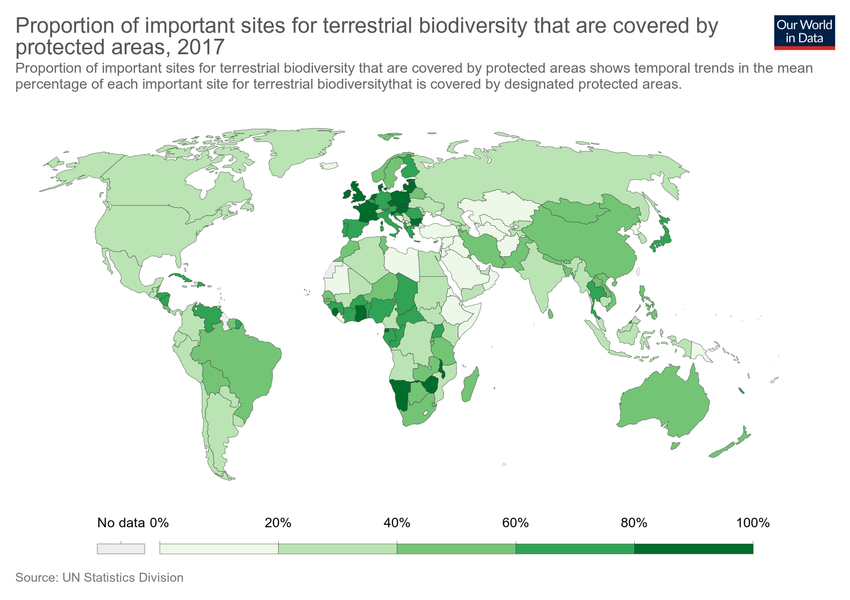 Proportion of important sites for terrestrial biodiversity that are covered by
protected areas, 2017
Our World
in Data
Proportion of important sites for terrestrial biodiversity that are covered by protected areas shows temporal trends in the mean
percentage of each important site for terrestrial biodiversitythat is covered by designated protected areas.
No data 0% 20% 40% 60% 80% 100%
Source: UN Statistics Division